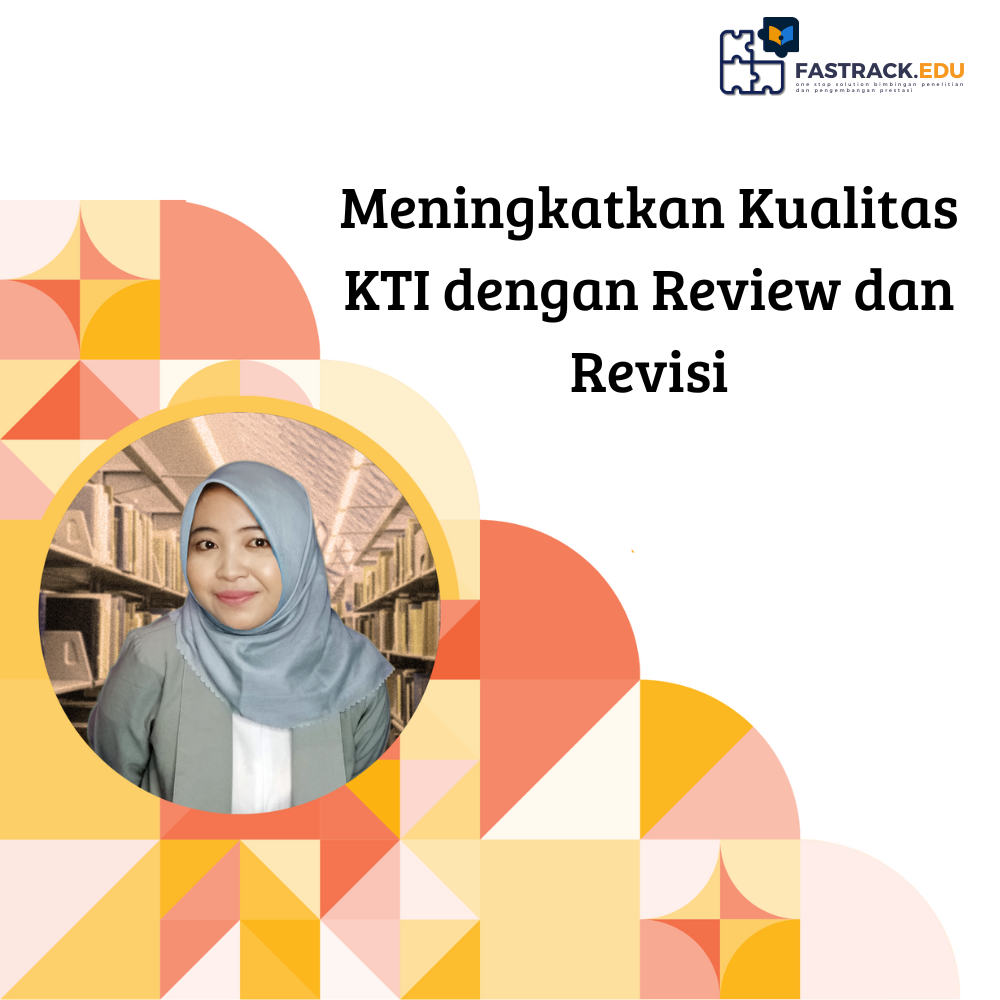 FASTRACK.EDU
one stop solution bimbingan penelitian
dan pengembangan prestasi
Meningkatkan Kualitas
KTI dengan Review dan
Revisi